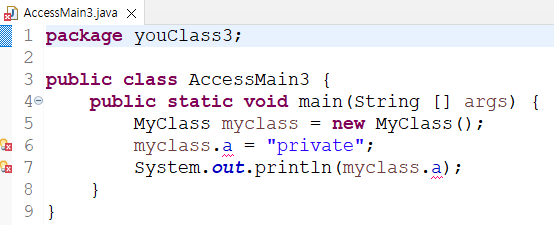 AccessMain3.java
1 package youClass3;
2
3 public class AccessMain3 {
4 public static void main(String [] args) {
5 MyClass myclass = new MyClass();
6 myclass.a = "private";
7 System.out.println(myclass.a);
8 }
9 }